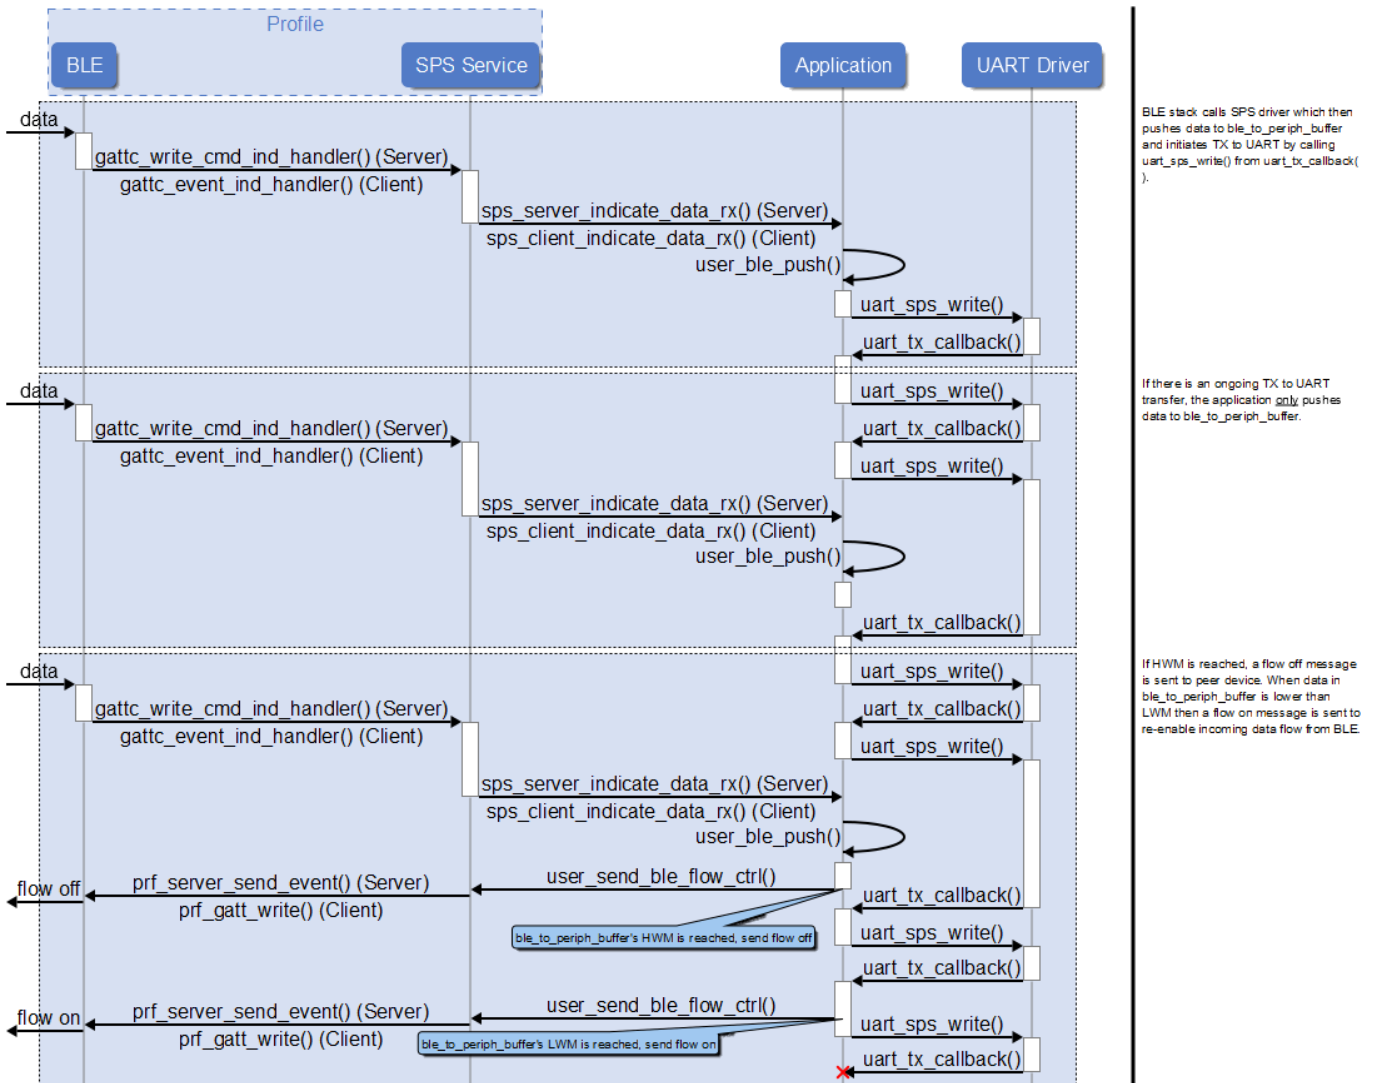 Profile
BLE
SPS Service
Application
UART Driver
data
gattc_write_cmd_ind_handler() (Server)
gattc_event_ind_handler() (Client)
sps_server_indicate_data_rx() (Server)
sps_client_indicate_data_rx() (Client)
user_ble_push()
uart_sps_write()
uart_tx_callback()
BLE stack calls SPS driver which then
pushes data to ble_to_periph_buffer
and initiates TX to UART by calling
uart_sps_write() from uart_tx_callback(
).
data
uart_sps_write()
gattc_write_cmd_ind_handler() (Server)
uart_tx_callback()
gattc_event_ind_handler() (Client)
uart_sps_write()
sps_server_indicate_data_rx() (Server)
sps_client_indicate_data_rx() (Client)
user_ble_push()
uart_tx_callback()
If there is an ongoing TX to UART
transfer, the application only pushes
data to ble_to_periph_buffer.
data
uart_sps_write()
gattc_write_cmd_ind_handler() (Server)
uart_tx_callback()
gattc_event_ind_handler() (Client)
uart_sps_write()
sps_server_indicate_data_rx() (Server)
sps_client_indicate_data_rx() (Client)
user_ble_push()
If HWM is reached, a flow off message
is sent to peer device. When data in
ble_to_periph_buffer is lower than
LWM then a flow on message is sent to
re-enable incoming data flow from BLE.
flow off
prf_server_send_event() (Server)
user_send_ble_flow_ctrl()
uart_tx_callback()
prf_gatt_write() (Client)
ble_to_periph_buffer's HWM is reached, send flow off
uart_sps_write()
uart_tx_callback()
flow on
prf_server_send_event() (Server)
user_send_ble_flow_ctrl()
uart_sps_write()
prf_gatt_write() (Client)
ble_to_periph_buffer's LWM is reached, send flow on
uart_tx_callback()